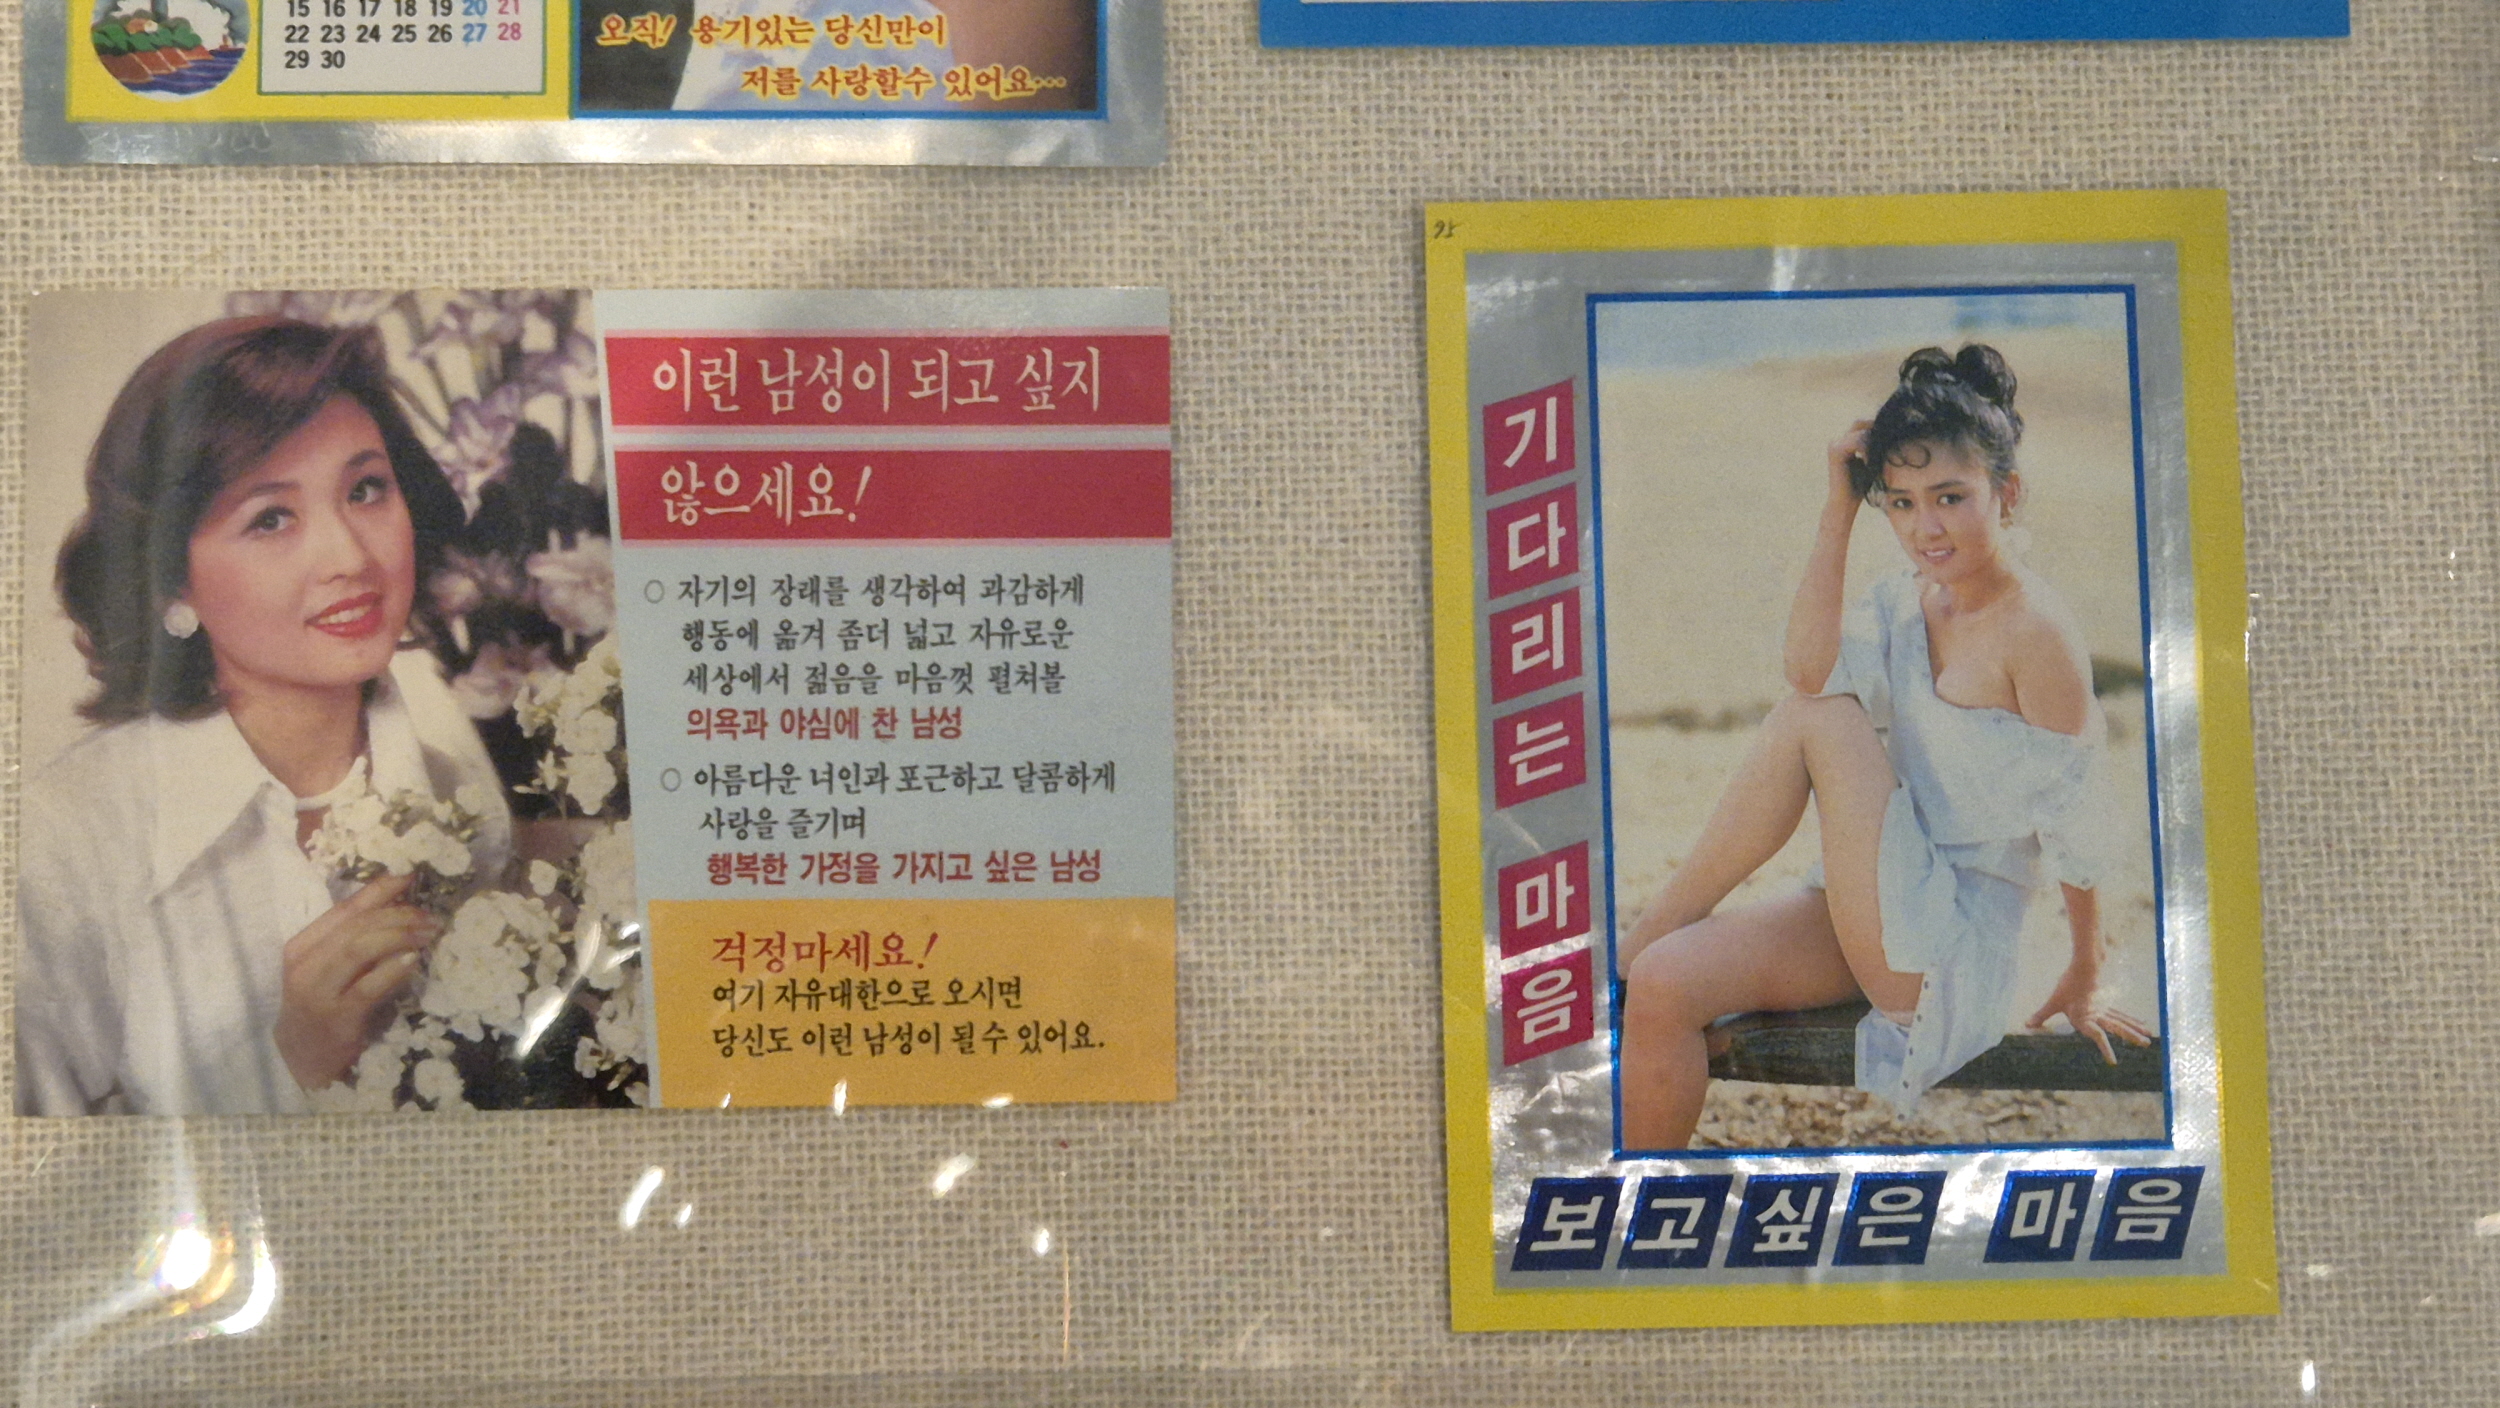 15 16 17 18 19 20 21
22 23 24 25 26 27 28
29 30
오직! 용기있는 당신만이
저를 사랑할수 있어요…
이런 남성이 되고 싶지
않으세요!
○ 자기의 장래를 생각하여 과감하게
행동에 옮겨 좀더 넓고 자유로운
세상에서 젊음을 마음껏 펼쳐볼
의욕과 야심에 찬 남성
○ 아름다운 녀인과 포근하고 달콤하게
사랑을 즐기며
행복한 가정을 가지고 싶은 남성
걱정마세요!
여기 자유대한으로 오시면
당신도 이런 남성이 될수 있어요.
95
기다리는 마음
보고싶은 마음